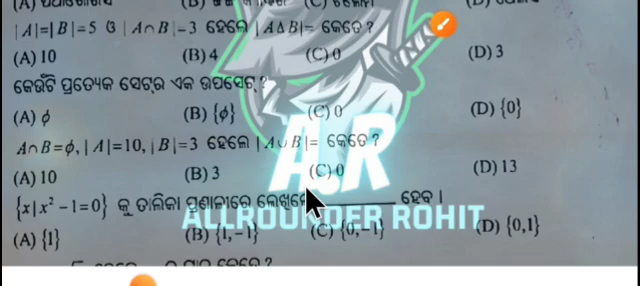 |A|=|B|=5 ଓ |A∩B|=3 ହେଲେ |AΔB|= କେତେ ?
(A) 10 (B) 4 (C) 0 (D) 3
କେଉଁଟି ପ୍ରତ୍ୟେକ ସେଟ୍‌ର ଏକ ଉପସେଟ୍ ?
(A) ϕ (B) {ϕ} (C) 0 (D) {0}
A∩B=ϕ, |A|=10, |B|=3 ହେଲେ |A∪B|= କେତେ ?
(A) 10 (B) 3 (C) 0 (D) 13
{x|x²−1=0} କୁ ତାଲିକା ପ୍ରଣାଳୀରେ ହେବ ।
(A) {1} (B) {1,−1} (C) {0,−1} (D) {0,1}
A.R
ALLROUNDER ROHIT